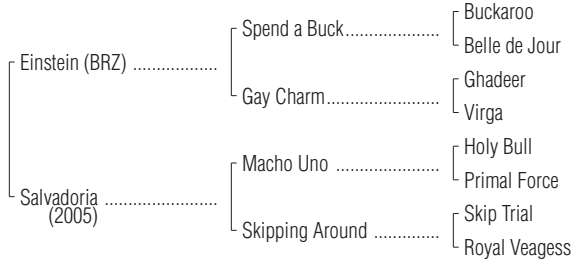 Buckaroo
Spend a Buck....................
Belle de Jour
Einstein (BRZ) ..................
Ghadeer
Gay Charm........................
Virga
Holy Bull
Macho Uno ......................
Primal Force
Salvadoria ........................
(2005)
Skip Trial
Skipping Around ..............
Royal Veagess